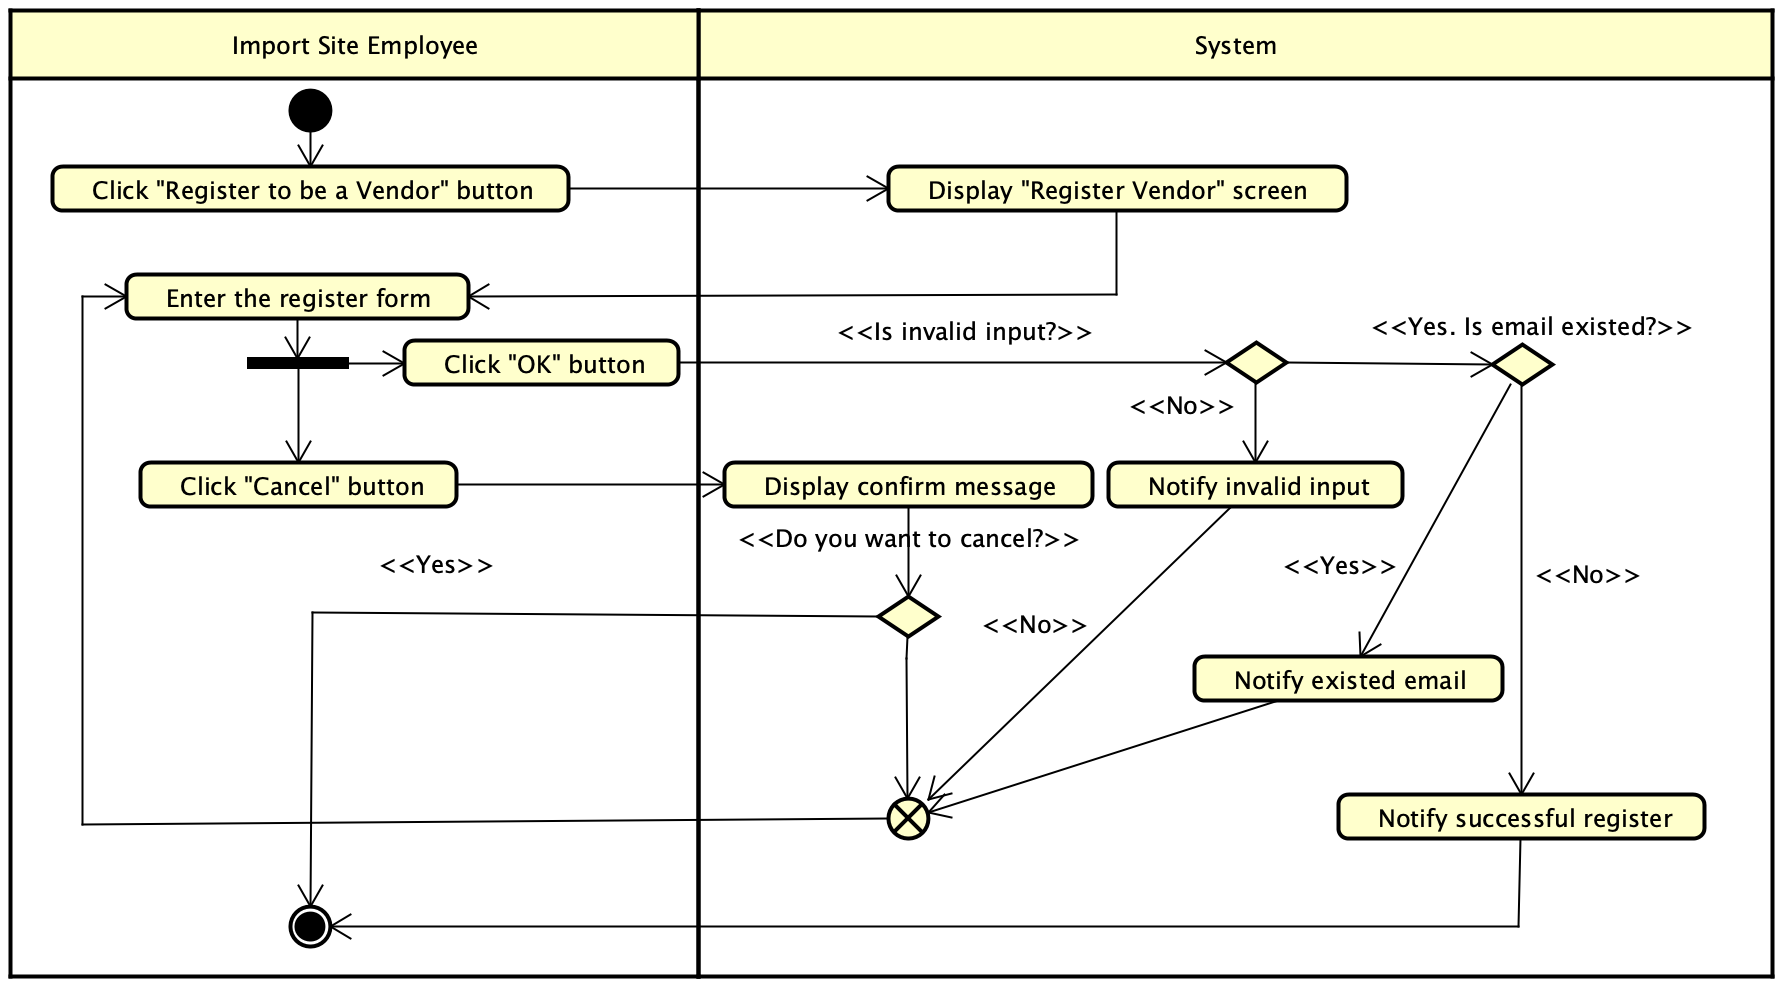 Import Site Employee
System
Click "Register to be a Vendor" button
Display "Register Vendor" screen
Enter the register form
<<Is invalid input?>>
<<Yes. Is email existed?>>
Click "OK" button
<<No>>
Click "Cancel" button
Display confirm message
Notify invalid input
<<Do you want to cancel?>>
<<Yes>>
<<Yes>>
<<No>>
<<No>>
Notify existed email
Notify successful register